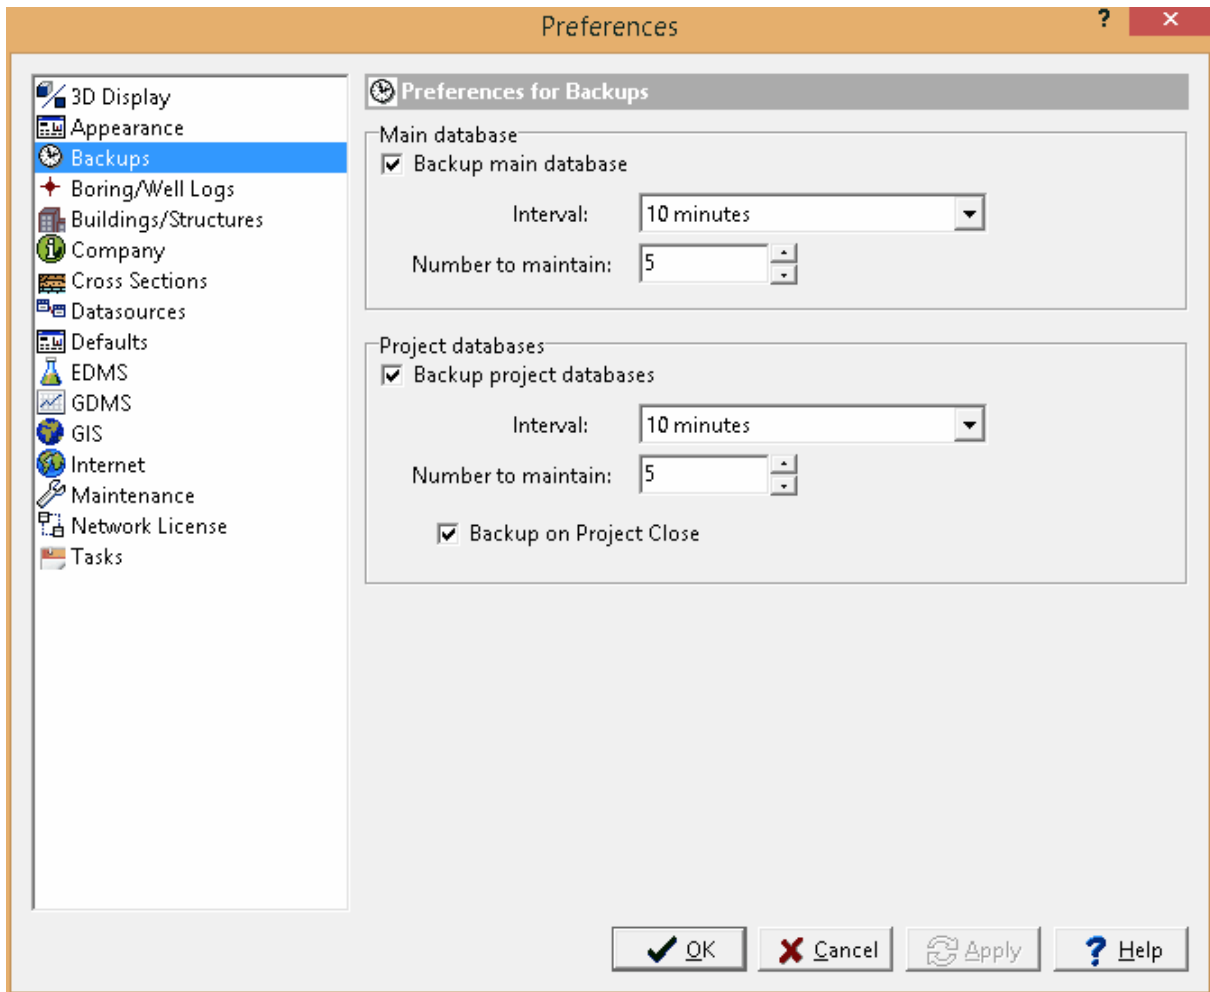 Preferences
?
3D Display
Appearance
Backups
Boring/Well Logs
Buildings/Structures
Company
Cross Sections
Datasources
Defaults
EDMS
GDMS
GIS
Internet
Maintenance
Network License
Tasks
Preferences for Backups
Main database
Backup main database
Interval: 10 minutes
Number to maintain: 5
Project databases
Backup project databases
Interval: 10 minutes
Number to maintain: 5
Backup on Project Close
OK Cancel Apply ? Help